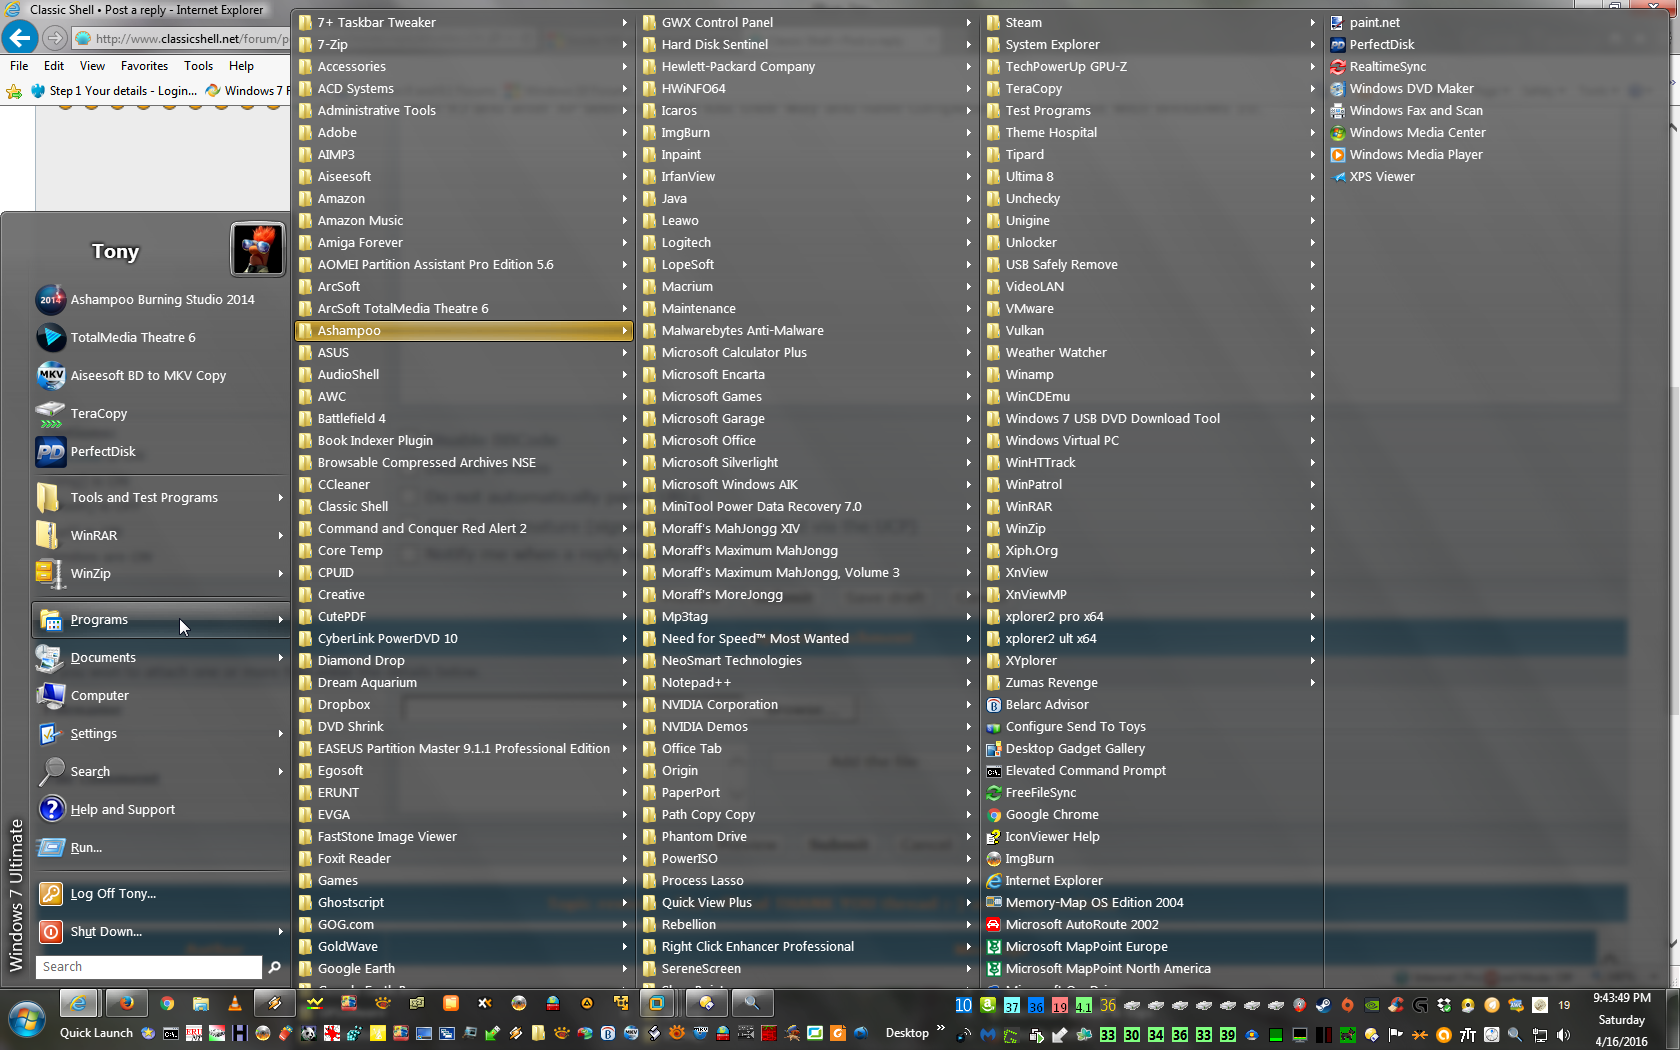 Classic Shell • Post a reply - Internet Explorer
http://www.classicshell.net/forum/p
File Edit View Favorites Tools Help
Step 1 Your details - Login... Windows 7 F
Tony
Ashampoo Burning Studio 2014
TotalMedia Theatre 6
Aiseesoft BD to MKV Copy
TeraCopy
PerfectDisk
Tools and Test Programs
WinRAR
WinZip
Programs
Documents
Computer
Settings
Search
Help and Support
Run...
Log Off Tony...
Shut Down...
Search
Windows 7 Ultimate
7+ Taskbar Tweaker
7-Zip
Accessories
ACD Systems
Administrative Tools
Adobe
AIMP3
Aiseesoft
Amazon
Amazon Music
Amiga Forever
AOMEI Partition Assistant Pro Edition 5.6
ArcSoft
ArcSoft TotalMedia Theatre 6
Ashampoo
ASUS
AudioShell
AWC
Battlefield 4
Book Indexer Plugin
Browsable Compressed Archives NSE
CCleaner
Classic Shell
Command and Conquer Red Alert 2
Core Temp
CPUID
Creative
CutePDF
CyberLink PowerDVD 10
Diamond Drop
Dream Aquarium
Dropbox
DVD Shrink
EASEUS Partition Master 9.1.1 Professional Edition
Egosoft
ERUNT
EVGA
FastStone Image Viewer
Foxit Reader
Games
Ghostscript
GOG.com
GoldWave
Google Earth
GWX Control Panel
Hard Disk Sentinel
Hewlett-Packard Company
HWiNFO64
Icaros
ImgBurn
Inpaint
IrfanView
Java
Leawo
Logitech
LopeSoft
Macrium
Maintenance
Malwarebytes Anti-Malware
Microsoft Calculator Plus
Microsoft Encarta
Microsoft Games
Microsoft Garage
Microsoft Office
Microsoft Silverlight
Microsoft Windows AIK
MiniTool Power Data Recovery 7.0
Moraff's MahJongg XIV
Moraff's Maximum MahJongg
Moraff's Maximum MahJongg, Volume 3
Moraff's MoreJongg
Mp3tag
Need for Speed™ Most Wanted
NeoSmart Technologies
Notepad++
NVIDIA Corporation
NVIDIA Demos
Office Tab
Origin
PaperPort
Path Copy Copy
Phantom Drive
PowerISO
Process Lasso
Quick View Plus
Rebellion
Right Click Enhancer Professional
SereneScreen
Steam
System Explorer
TechPowerUp GPU-Z
TeraCopy
Test Programs
Theme Hospital
Tipard
Ultima 8
Unchecky
Unigine
Unlocker
USB Safely Remove
VideoLAN
VMware
Vulkan
Weather Watcher
Winamp
WinCDEmu
Windows 7 USB DVD Download Tool
Windows Virtual PC
WinHTTrack
WinPatrol
WinRAR
WinZip
Xiph.Org
XnView
XnViewMP
xplorer2 pro x64
xplorer2 ult x64
XYplorer
Zumas Revenge
Belarc Advisor
Configure Send To Toys
Desktop Gadget Gallery
Elevated Command Prompt
FreeFileSync
Google Chrome
IconViewer Help
ImgBurn
Internet Explorer
Memory-Map OS Edition 2004
Microsoft AutoRoute 2002
Microsoft MapPoint Europe
Microsoft MapPoint North America
paint.net
PerfectDisk
RealtimeSync
Windows DVD Maker
Windows Fax and Scan
Windows Media Center
Windows Media Player
XPS Viewer
10 37 36 19 4.1 36 19
9:43:49 PM
Saturday
4/16/2016
Quick Launch
Desktop
33 30 34 36 33 39